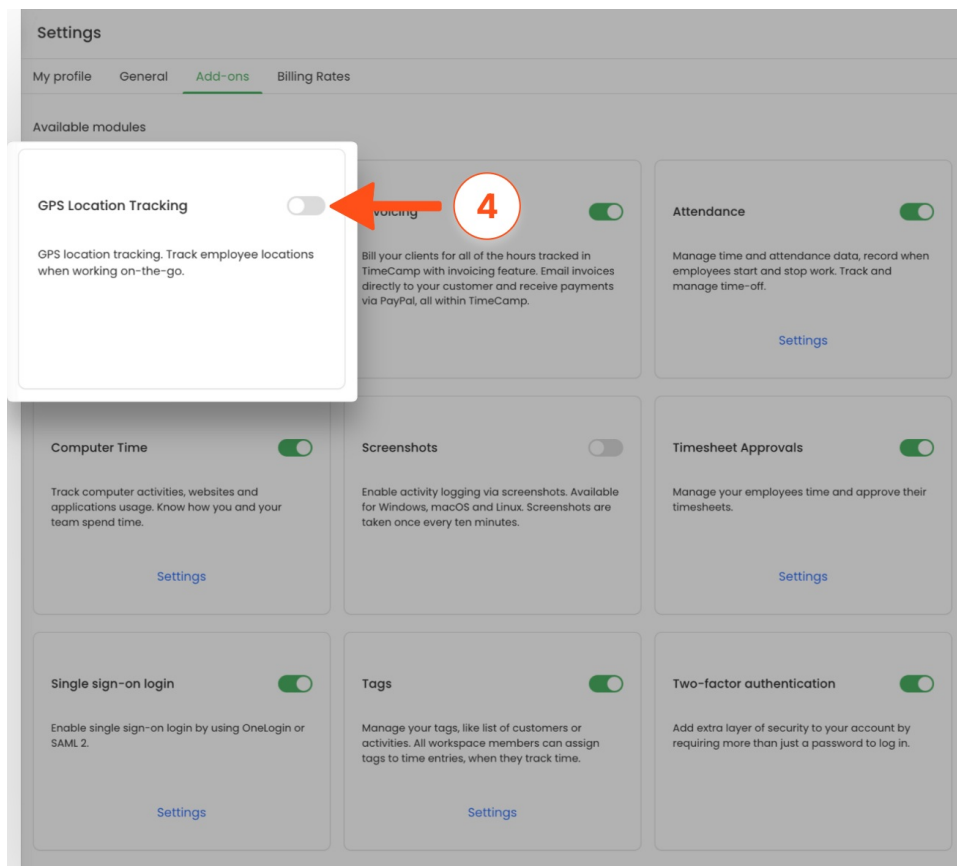 Settings
My profile General Add-ons Billing Rates
Available modules
GPS Location Tracking
GPS location tracking. Track employee locations
when working on-the-go.
4
voicing
Bill your clients for all of the hours tracked in
TimeCamp with invoicing feature. Email invoices
directly to your customer and receive payments
via PayPal, all within TimeCamp.
Attendance
Manage time and attendance data, record when
employees start and stop work. Track and
manage time-off.
Settings
Computer Time
Track computer activities, websites and
applications usage. Know how you and your
team spend time.
Settings
Screenshots
Enable activity logging via screenshots. Available
for Windows, macOS and Linux. Screenshots are
taken once every ten minutes.
Timesheet Approvals
Manage your employees time and approve their
timesheets.
Settings
Single sign-on login
Enable single sign-on login by using OneLogin or
SAML 2.
Settings
Tags
Manage your tags, like list of customers or
activities. All workspace members can assign
tags to time entries, when they track time.
Settings
Two-factor authentication
Add extra layer of security to your account by
requiring more than just a password to log in.